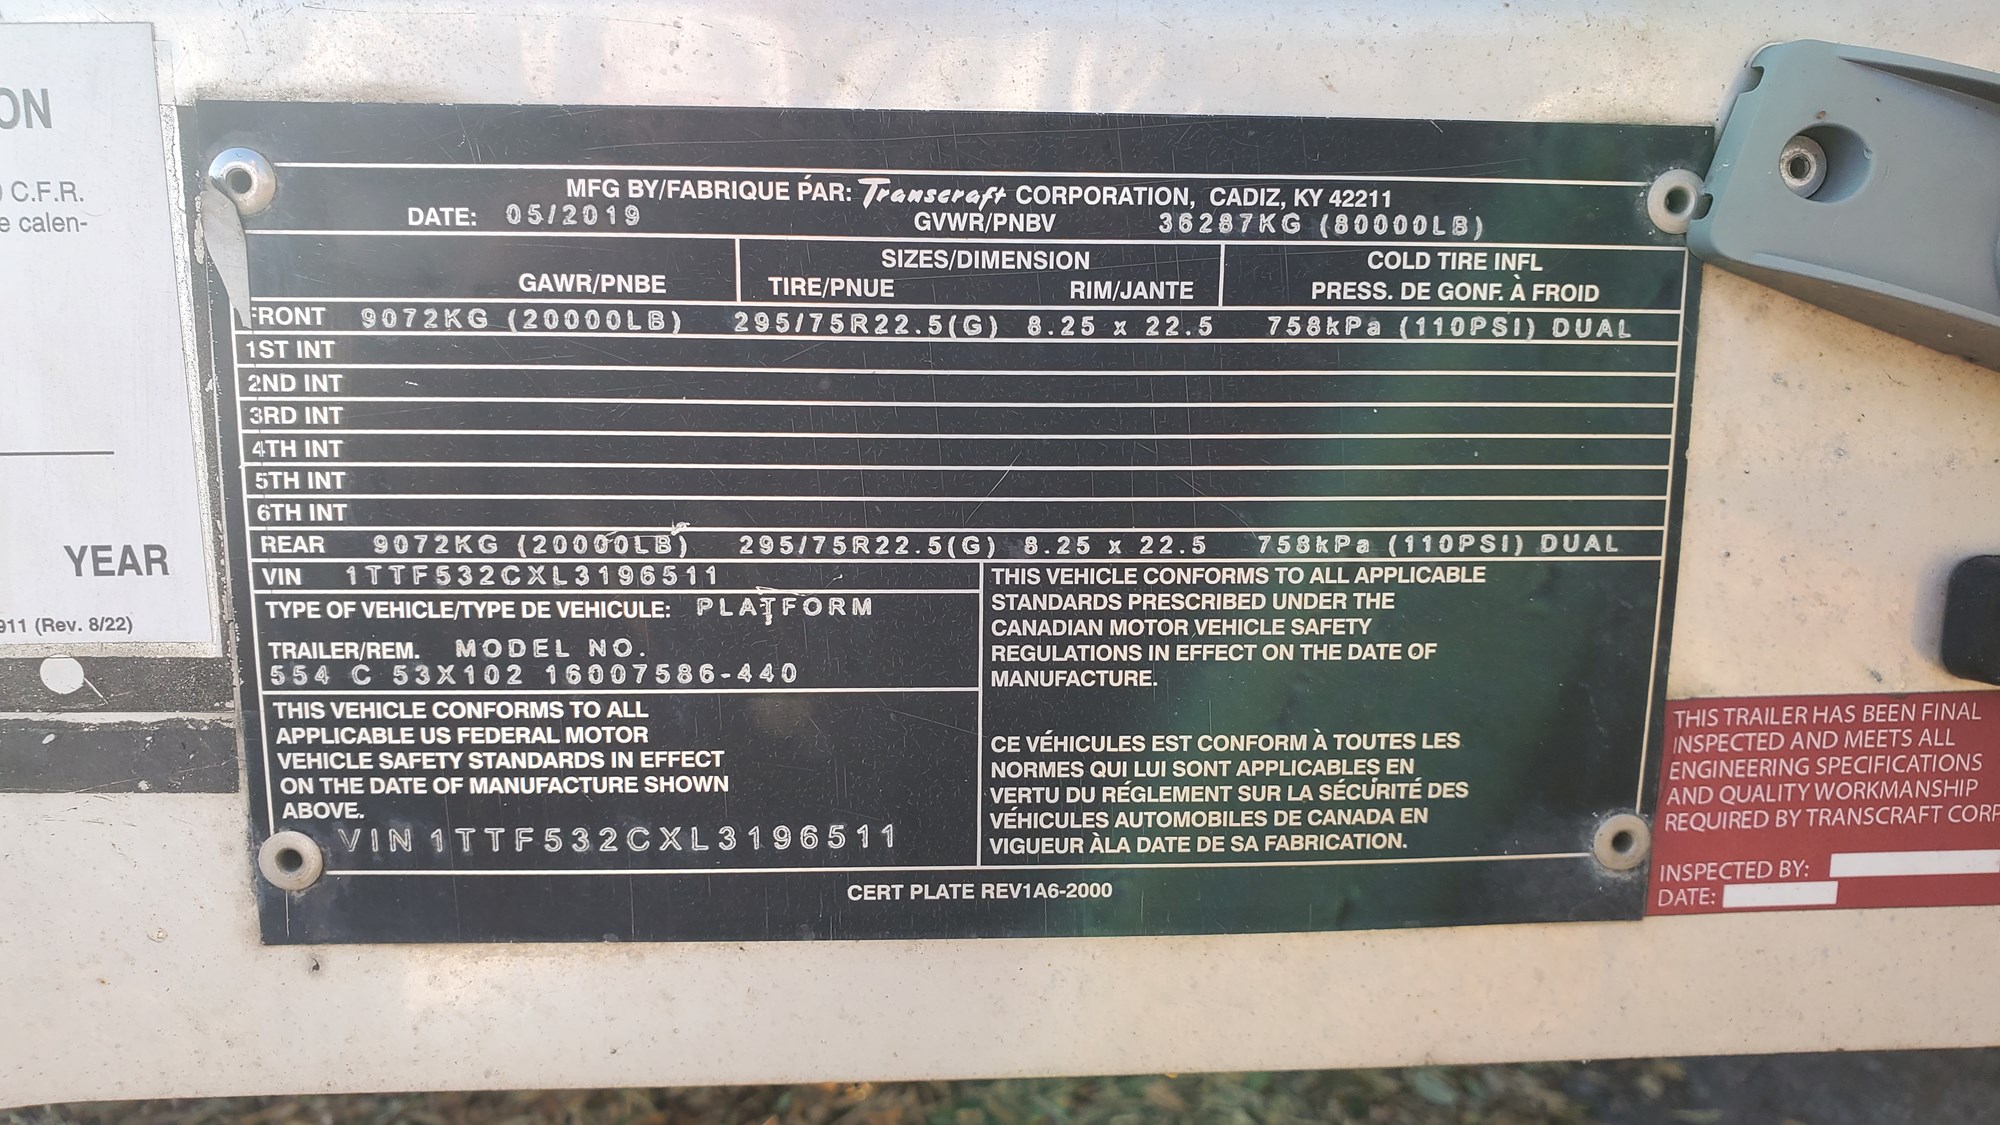 ON
C.F.R.
e calen-
YEAR
911 (Rev. 8/22)
MFG BY/FABRIQUE PAR: Transcraft CORPORATION, CADIZ, KY 42211
DATE: 05/2019 GVWR/PNBV 36287KG (80000LB)
SIZES/DIMENSION COLD TIRE INFL
GAWR/PNBE TIRE/PNUE RIM/JANTE PRESS. DE GONF. À FROID
FRONT 9072KG (20000LB) 295/75R22.5(G) 8.25 x 22.5 758kPa (110PSI) DUAL
1ST INT
2ND INT
3RD INT
4TH INT
5TH INT
6TH INT
REAR 9072KG (20000LB) 295/75R22.5(G) 8.25 x 22.5 758kPa (110PSI) DUAL
VIN 1TTF532CXL3196511
TYPE OF VEHICLE/TYPE DE VEHICULE: PLATFORM
TRAILER/REM. MODEL NO.
554 C 53X102 16007586-440
THIS VEHICLE CONFORMS TO ALL
APPLICABLE US FEDERAL MOTOR
VEHICLE SAFETY STANDARDS IN EFFECT
ON THE DATE OF MANUFACTURE SHOWN
ABOVE.
VIN 1TTF532CXL3196511
THIS VEHICLE CONFORMS TO ALL APPLICABLE
STANDARDS PRESCRIBED UNDER THE
CANADIAN MOTOR VEHICLE SAFETY
REGULATIONS IN EFFECT ON THE DATE OF
MANUFACTURE.
CE VÉHICULES EST CONFORM À TOUTES LES
NORMES QUI LUI SONT APPLICABLES EN
VERTU DU RÉGLEMENT SUR LA SÉCURITÉ DES
VÉHICULES AUTOMOBILES DE CANADA EN
VIGUEUR ÀLA DATE DE SA FABRICATION.
CERT PLATE REV1A6-2000
THIS TRAILER HAS BEEN FINAL
INSPECTED AND MEETS ALL
ENGINEERING SPECIFICATIONS
AND QUALITY WORKMANSHIP
REQUIRED BY TRANSCRAFT CORP
INSPECTED BY:
DATE: